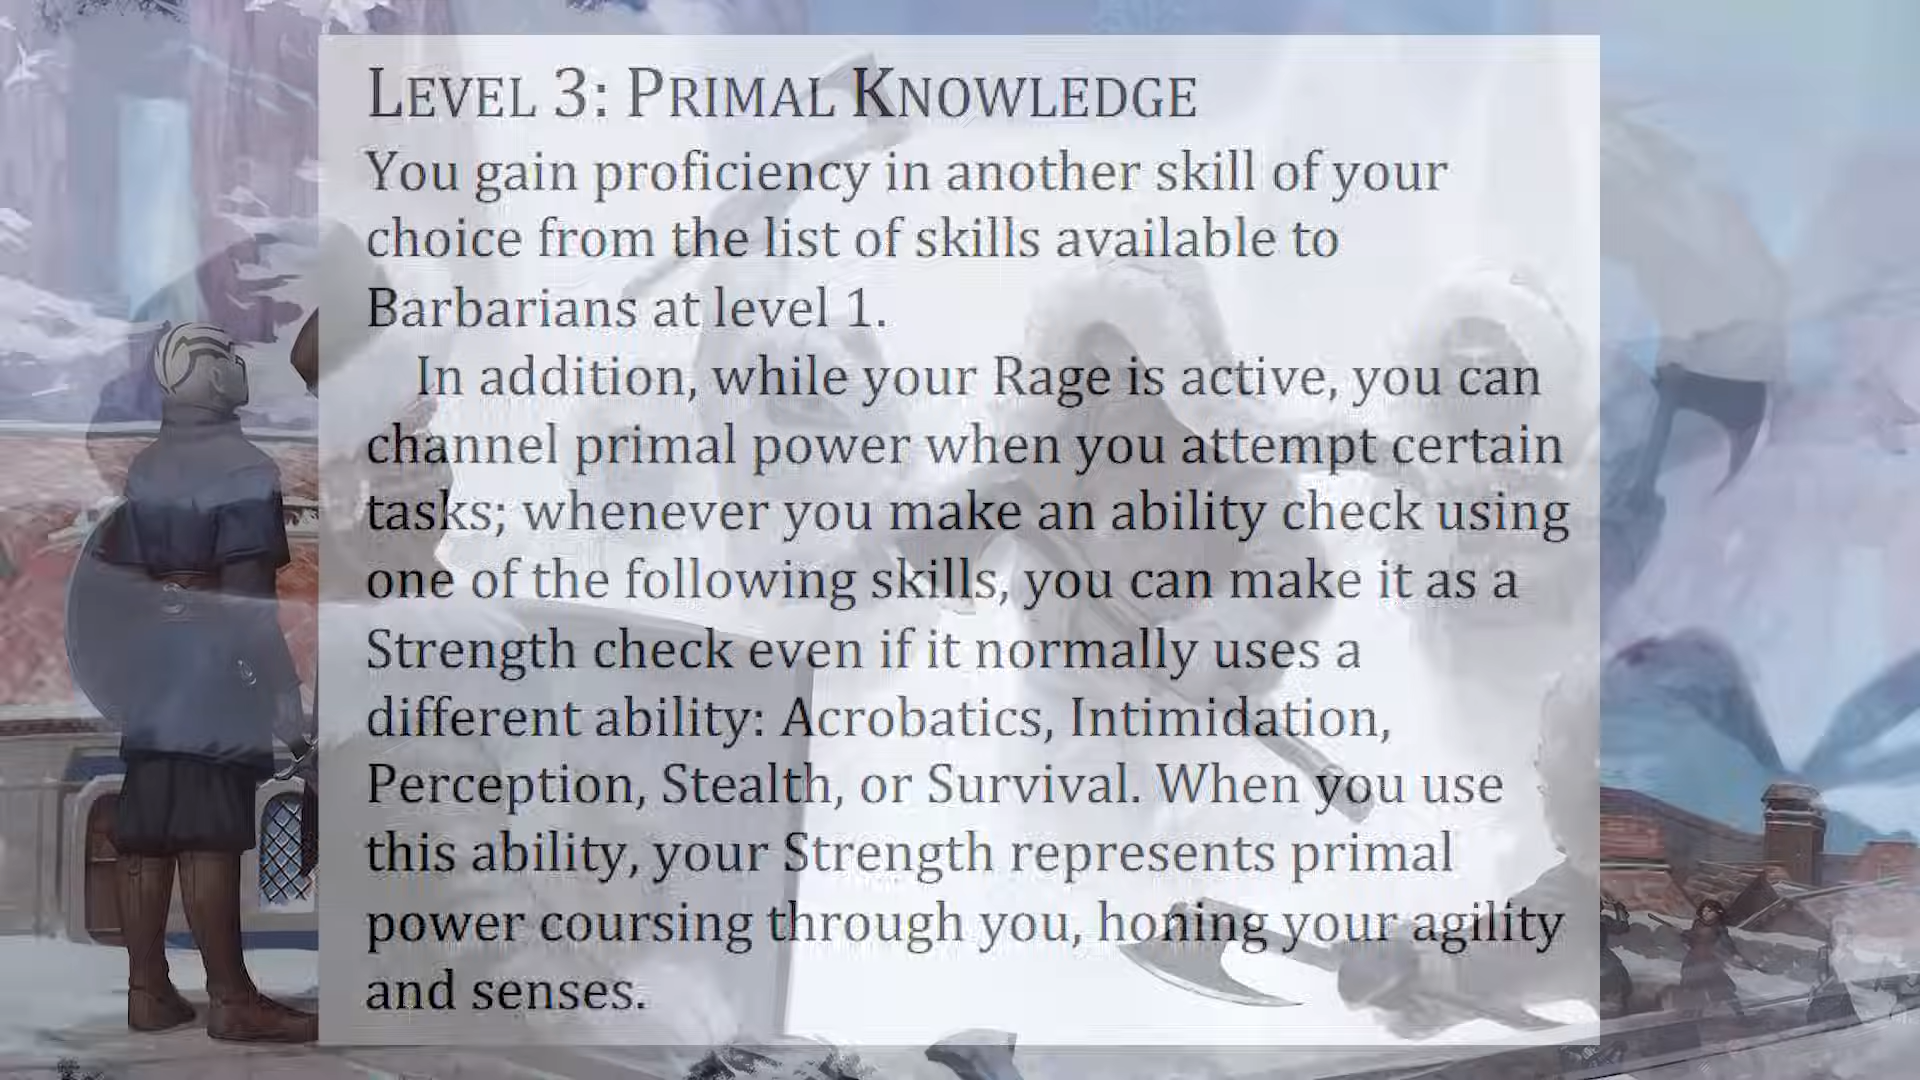 LEVEL 3: PRIMAL KNOWLEDGE
You gain proficiency in another skill of your
choice from the list of skills available to
Barbarians at level 1.
In addition, while your Rage is active, you can
channel primal power when you attempt certain
tasks; whenever you make an ability check using
one of the following skills, you can make it as a
Strength check even if it normally uses a
different ability: Acrobatics, Intimidation,
Perception, Stealth, or Survival. When you use
this ability, your Strength represents primal
power coursing through you, honing your agility
and senses.